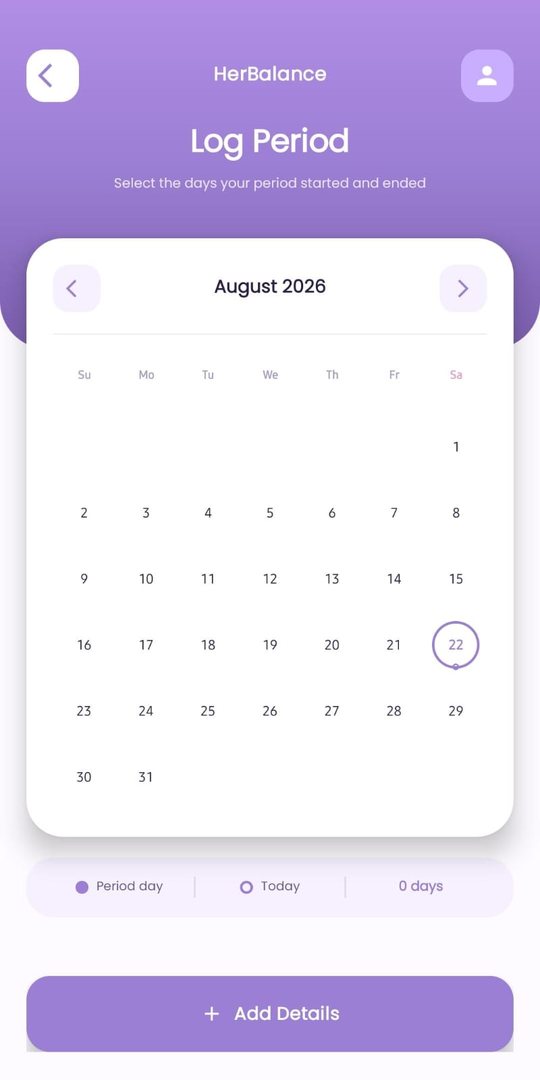 HerBalance
Log Period
Select the days your period started and ended
August 2026
Su Mo Tu We Th Fr Sa
1
2 3 4 5 6 7 8
9 10 11 12 13 14 15
16 17 18 19 20 21 22
23 24 25 26 27 28 29
30 31
Period day Today 0 days
+ Add Details